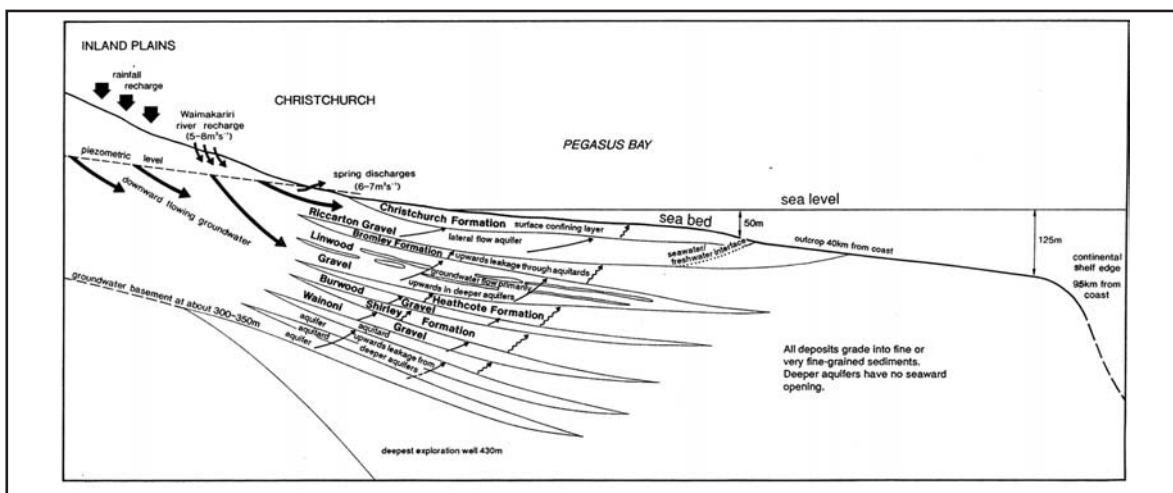 INLAND PLAINS
rainfall
recharge
Waimakariri
river recharge
(5–8m³s⁻¹)
CHRISTCHURCH
PEGASUS BAY
piezometric level
spring discharges
(6–7m³s⁻¹)
downward flowing groundwater
sea level
sea bed
50m
125m
Christchurch Formation
surface confining layer
Riccarton Gravel
lateral flow aquifer
seawater/
freshwater interface
outcrop 40km from coast
continental
shelf edge
95km from
coast
Bromley Formation
upwards leakage through aquitards
Linwood
Gravel
groundwater flow primarily
upwards in deeper aquifers
Heathcote Formation
Burwood
Gravel
Shirley
Formation
Wainoni
Gravel
aquifer
aquitard
aquifer
aquitard
upwards leakage from
deeper aquifers
groundwater basement at about 300–350m
All deposits grade into fine or
very fine-grained sediments.
Deeper aquifers have no seaward
opening.
deepest exploration well 430m